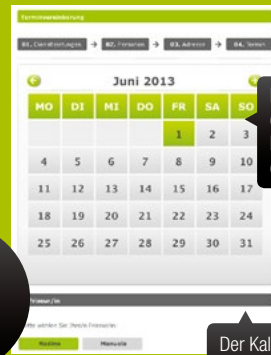 Terminvereinbarung
01. Dienstleistungen → 02. Personen → 03. Adresse → 04. Termin
Juni 2013
MO DI MI DO FR SA SO
1 2 3
4 5 6 7 8 9 10
11 12 13 14 15 16 17
18 19 20 21 22 23 24
25 26 27 28 29 30 31
Friseur/in
Bitte wählen Sie Ihre/n Friseur/in:
Nadine Manuela
Der Kal